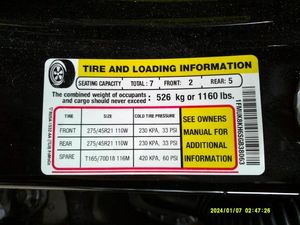 TIRE AND LOADING INFORMATION
SEATING CAPACITY TOTAL: 7 FRONT: 2 REAR: 5
The combined weight of occupants and cargo should never exceed: 526 kg or 1160 lbs.
TIRE SIZE COLD TIRE PRESSURE
FRONT 275/45R21 110W 230 KPA, 33 PSI
REAR 275/45R21 110W 230 KPA, 33 PSI
SPARE T165/70D18 116M 420 KPA, 60 PSI
SEE OWNERS
MANUAL FOR
ADDITIONAL
INFORMATION
2024/01/07 02:47:26